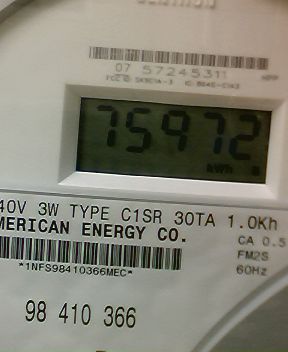 07 57245311
75972
kWh
40V 3W TYPE C1SR 30TA 1.0Kh
MERICAN ENERGY CO.
CA 0.5
FM2S
60Hz
*1NFS98410366MEC*
98 410 366